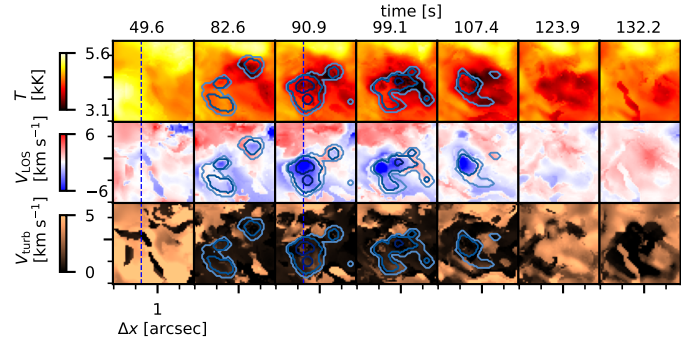 time [s]
49.6 82.6 90.9 99.1 107.4 123.9 132.2
5.6
T [kK]
3.1
6
V_LOS [km s⁻¹]
−6
5
V_turb [km s⁻¹]
0
1
Δx [arcsec]